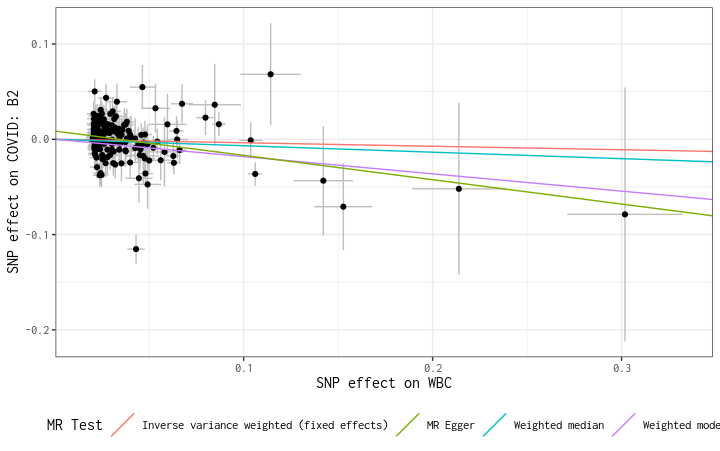 0.1
0.0
-0.1
-0.2
SNP effect on COVID: B2
0.1 0.2 0.3
SNP effect on WBC
MR Test Inverse variance weighted (fixed effects) MR Egger Weighted median Weighted mode